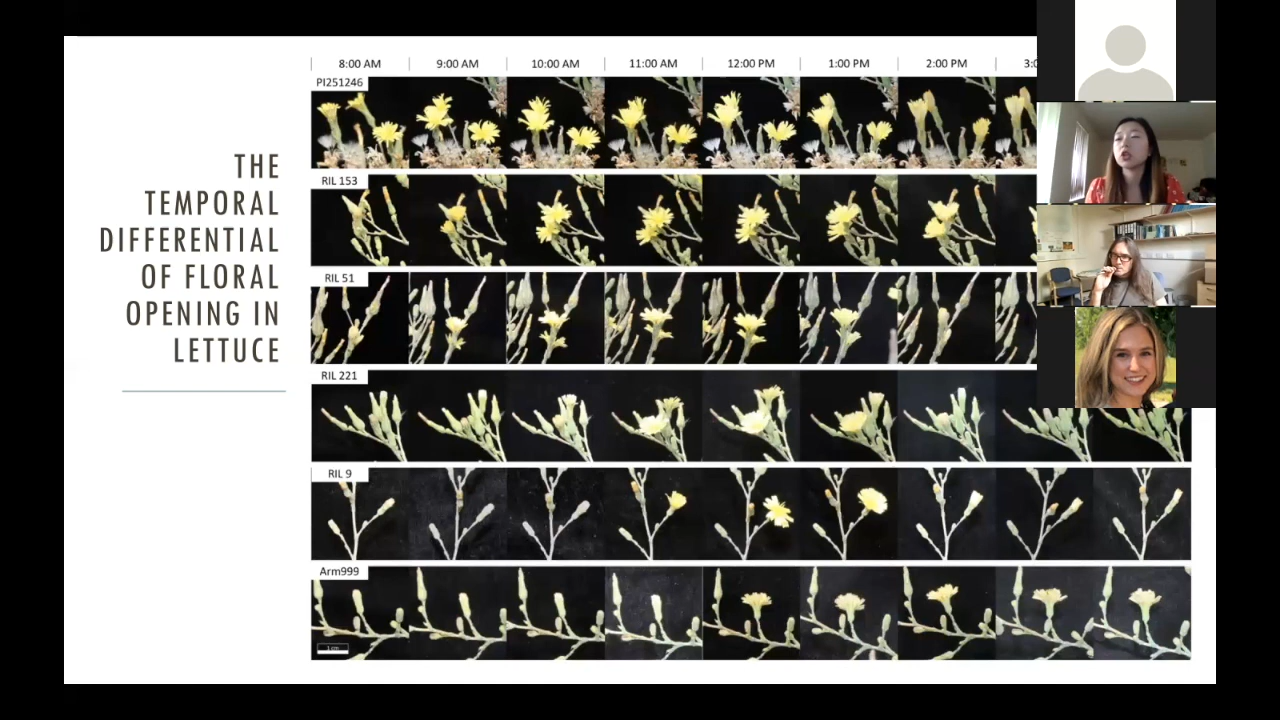 THE
TEMPORAL
DIFFERENTIAL
OF FLORAL
OPENING IN
LETTUCE
8:00 AM 9:00 AM 10:00 AM 11:00 AM 12:00 PM 1:00 PM 2:00 PM
PI251246
RIL 153
RIL 51
RIL 221
RIL 9
Arm999
1 cm